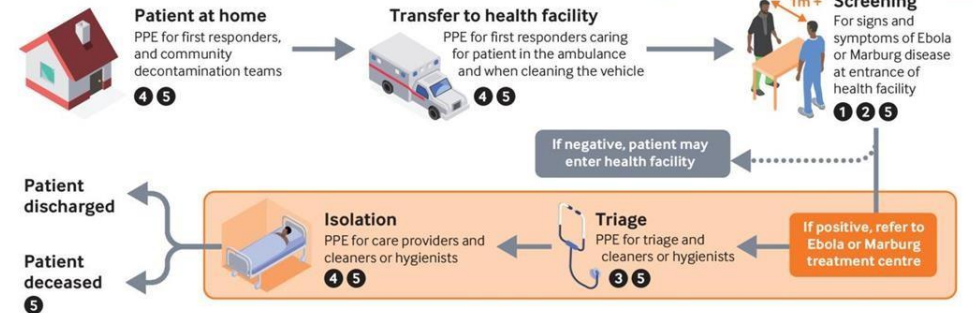 Patient at home
PPE for first responders,
and community
decontamination teams
4 5
Transfer to health facility
PPE for first responders caring
for patient in the ambulance
and when cleaning the vehicle
4 5
1m+
Screening
For signs and
symptoms of Ebola
or Marburg disease
at entrance of
health facility
1 2 5
If negative, patient may
enter health facility
If positive, refer to
Ebola or Marburg
treatment centre
Triage
PPE for triage and
cleaners or hygienists
3 5
Isolation
PPE for care providers and
cleaners or hygienists
4 5
Patient
discharged
Patient
deceased
5